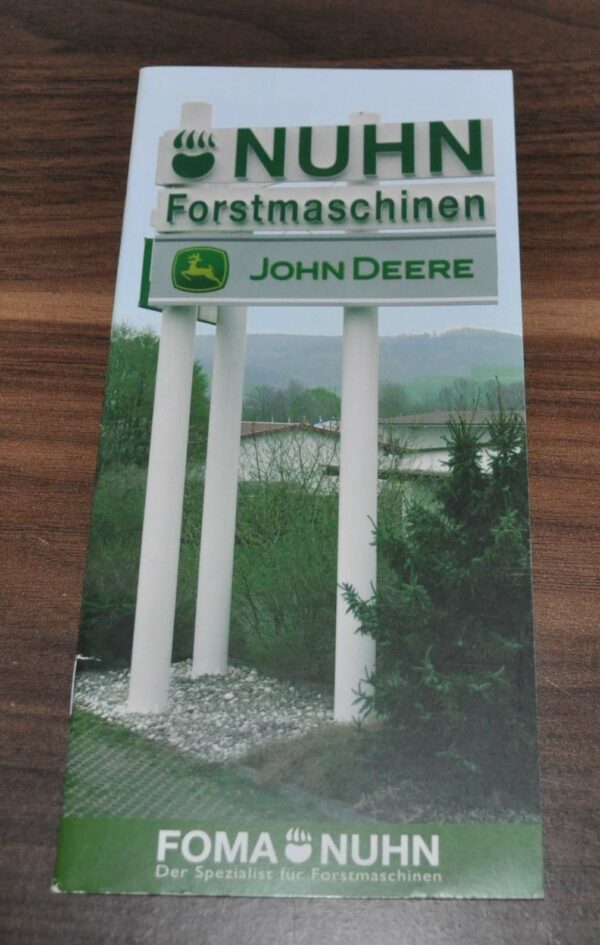 NUHN
Forstmaschinen
JOHN DEERE
FOMA NUHN
Der Spezialist für Forstmaschinen